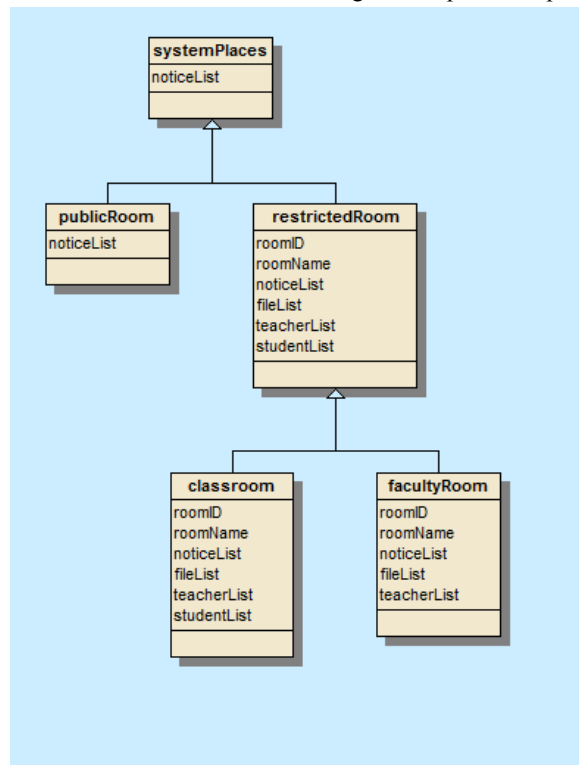 systemPlaces
noticeList
publicRoom
noticeList
restrictedRoom
roomID
roomName
noticeList
fileList
teacherList
studentList
classroom
roomID
roomName
noticeList
fileList
teacherList
studentList
facultyRoom
roomID
roomName
noticeList
fileList
teacherList